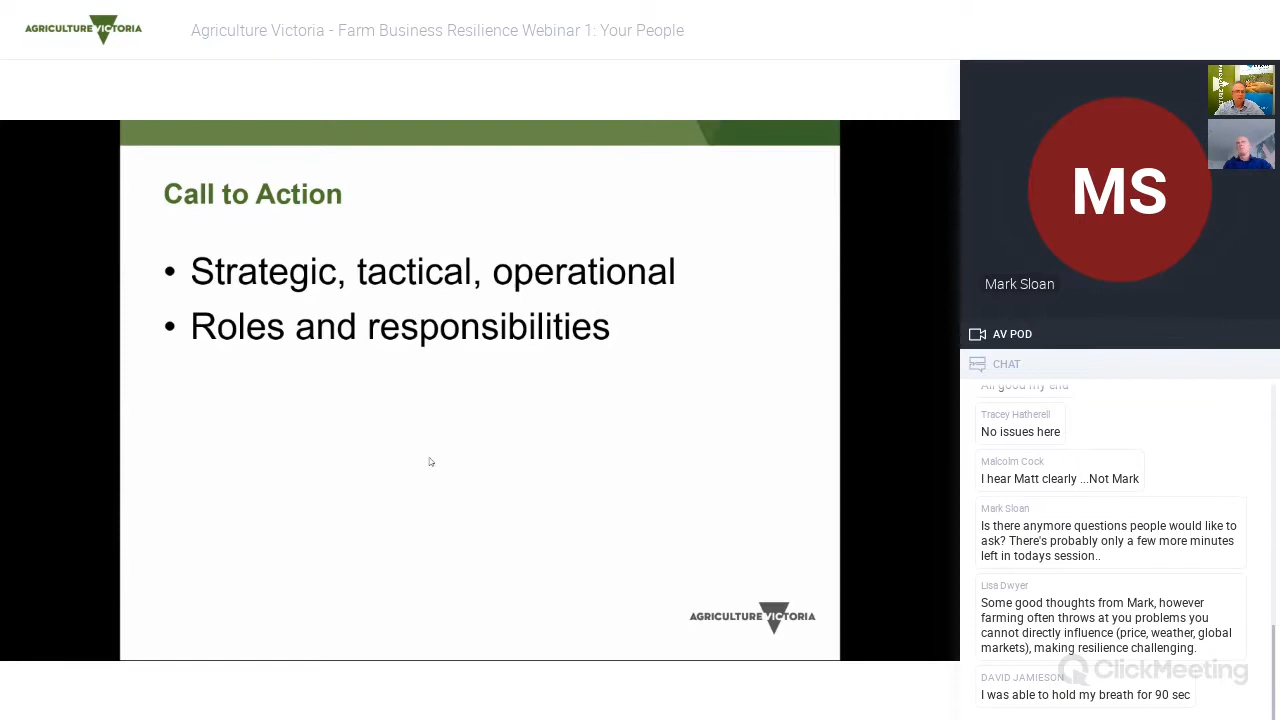 AGRICULTURE VICTORIA
Agriculture Victoria - Farm Business Resilience Webinar 1: Your People
Call to Action
• Strategic, tactical, operational
• Roles and responsibilities
AGRICULTURE VICTORIA
MS
Mark Sloan
AV POD
CHAT
All good my end
Tracey Hatherell
No issues here
Malcolm Cock
I hear Matt clearly ...Not Mark
Mark Sloan
Is there anymore questions people would like to
ask? There's probably only a few more minutes
left in todays session..
Lisa Dwyer
Some good thoughts from Mark, however
farming often throws at you problems you
cannot directly influence (price, weather, global
markets), making resilience challenging.
DAVID JAMIESON
I was able to hold my breath for 90 sec
ClickMeeting